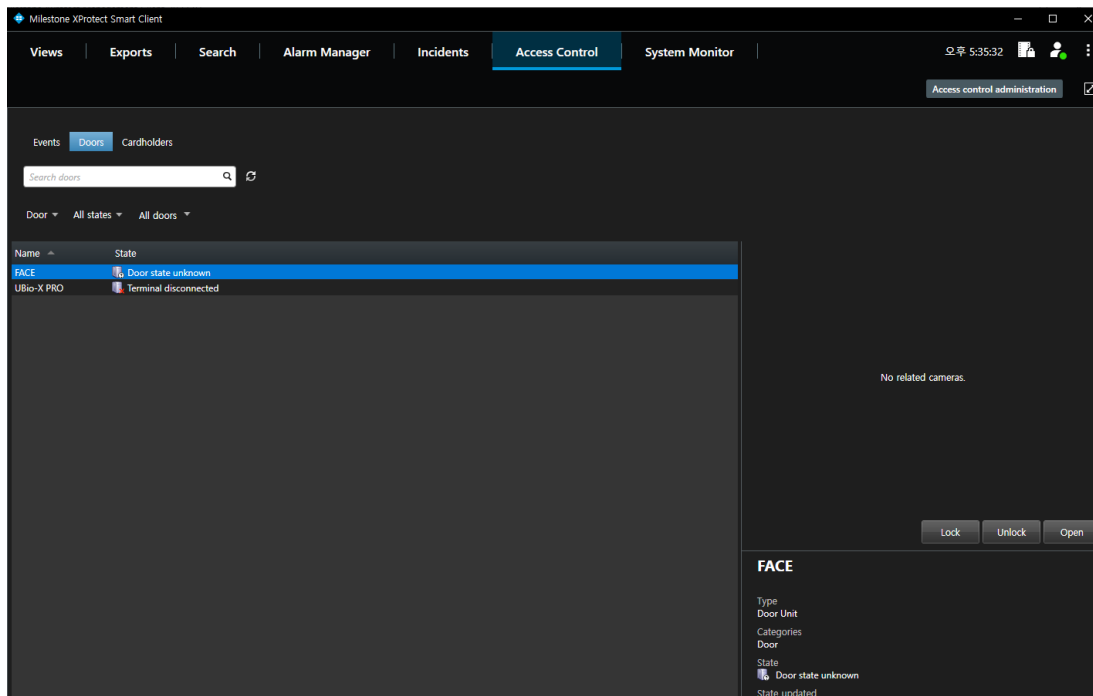 Milestone XProtect Smart Client
Views Exports Search Alarm Manager Incidents Access Control System Monitor 오후 5:35:32
Access control administration
Events Doors Cardholders
Search doors
Door All states All doors
Name State
FACE Door state unknown
UBio-X PRO Terminal disconnected
No related cameras.
Lock Unlock Open
FACE
Type
Door Unit
Categories
Door
State
Door state unknown
State updated